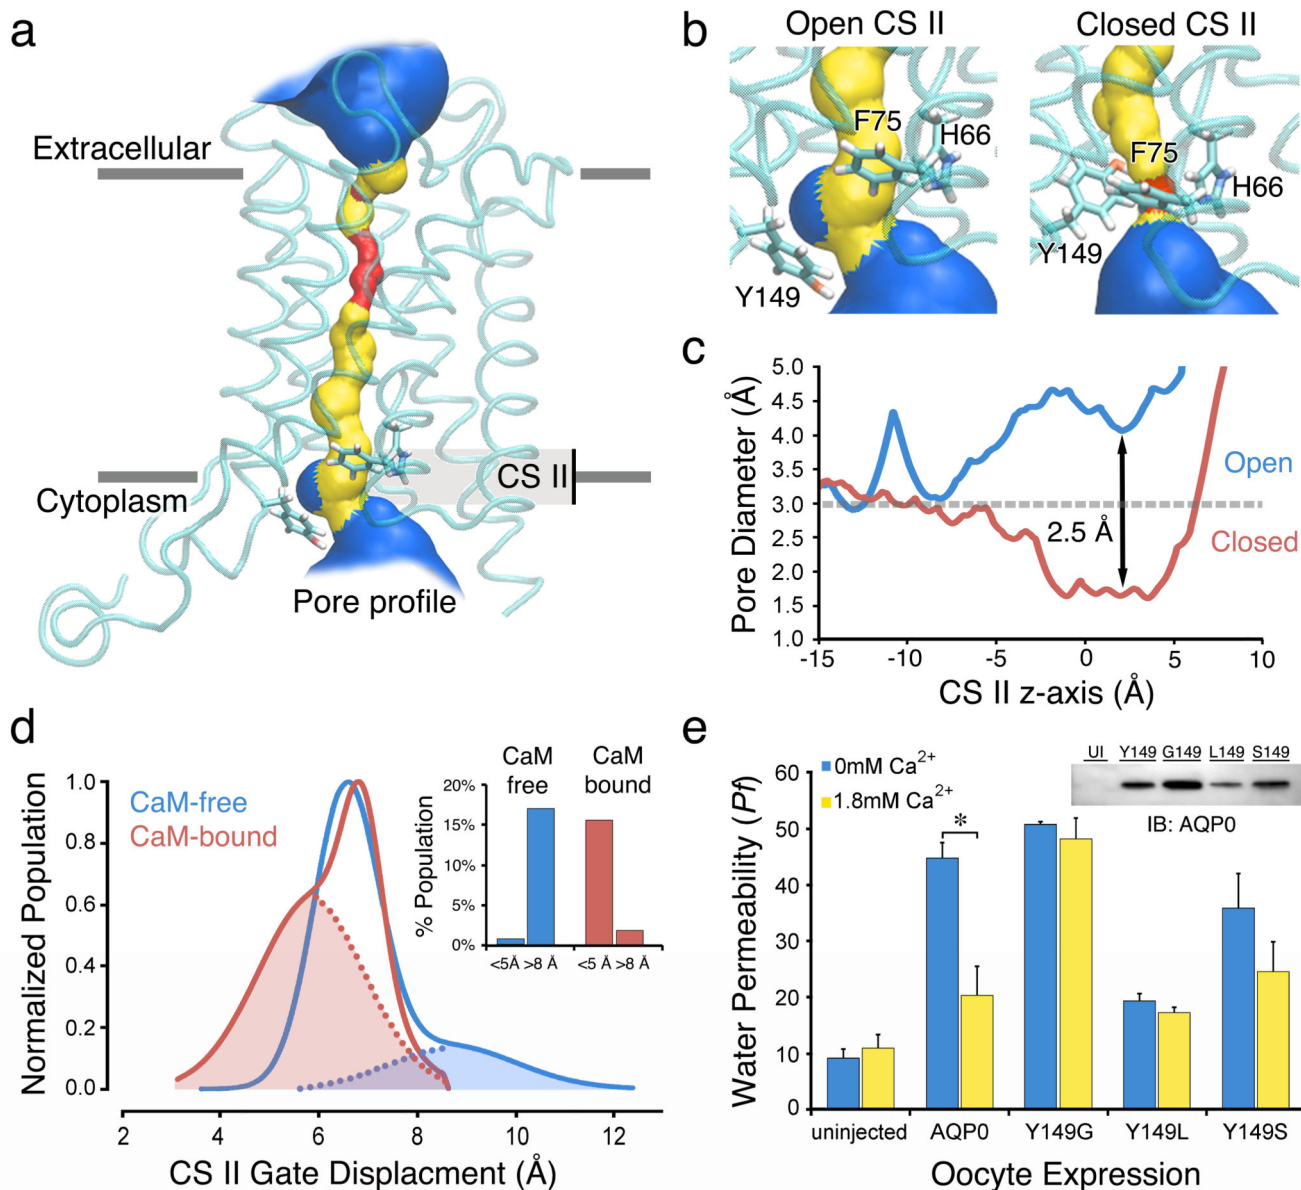 a
Extracellular
Cytoplasm
CS II
Pore profile
b
Open CS II
Closed CS II
F75
H66
Y149
F75
H66
Y149
c
Pore Diameter (Å)
5.0
4.5
4.0
3.5
3.0
2.5
2.0
1.5
1.0
Open
2.5 Å
Closed
-15
-10
-5
0
5
10
CS II z-axis (Å)
d
Normalized Population
1.0
0.8
0.6
0.4
0.2
0.0
CaM-free
CaM-bound
CaM free
CaM bound
% Population
20%
15%
10%
5%
0%
<5Å >8 Å
<5 Å >8 Å
2 4 6 8 10 12
CS II Gate Displacment (Å)
e
Water Permeability (Pf)
60
50
40
30
20
10
0
0mM Ca²⁺
1.8mM Ca²⁺
*
UI Y149 G149 L149 S149
IB: AQP0
uninjected AQP0 Y149G Y149L Y149S
Oocyte Expression